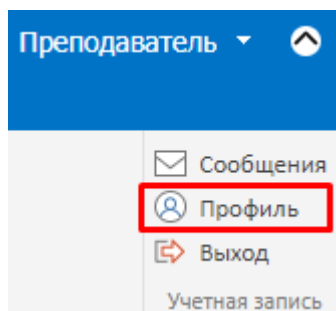 Преподаватель
Сообщения
Профиль
Выход
Учетная запись